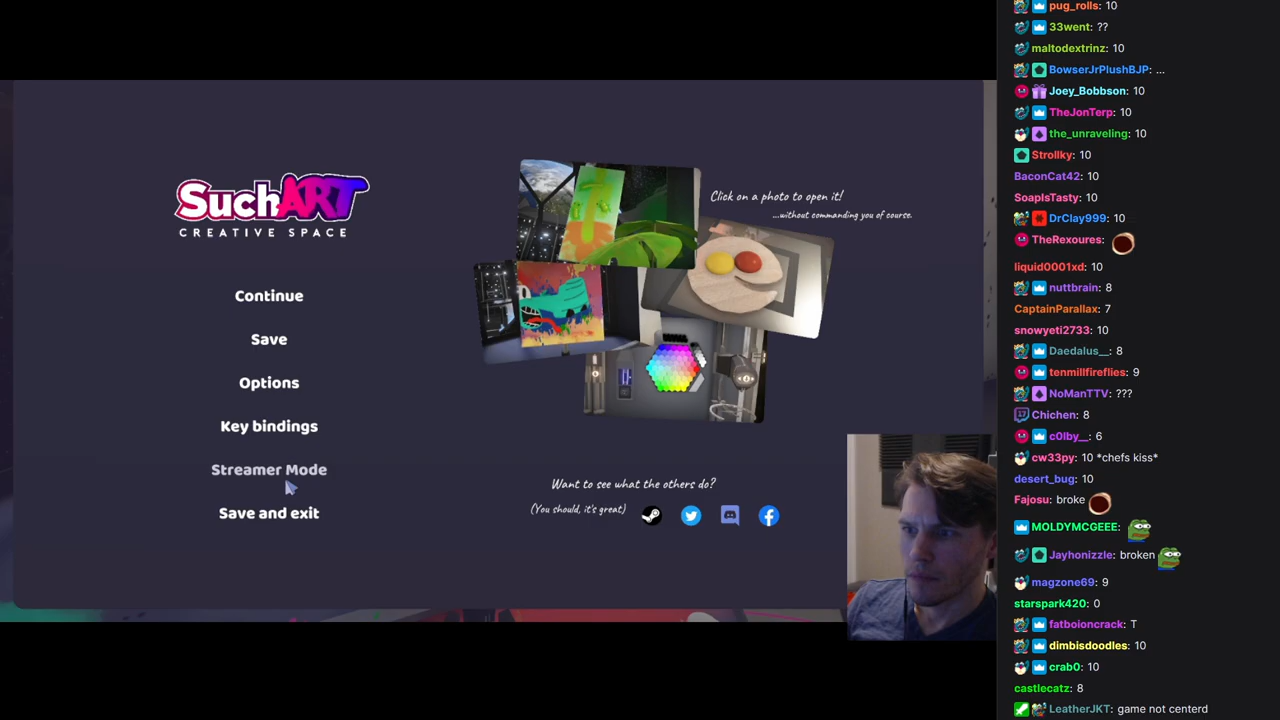 SuchART
CREATIVE SPACE
Continue
Save
Options
Key bindings
Streamer Mode
Save and exit
Click on a photo to open it!
...without commanding you of course.
Want to see what the others do?
(You should, it's great)
pug_rolls: 10
33went: ??
maltodextrinz: 10
BowserJrPlushBJP: ...
Joey_Bobbson: 10
TheJonTerp: 10
the_unraveling: 10
Strollky: 10
BaconCat42: 10
SoapIsTasty: 10
DrClay999: 10
TheRexoures:
liquid0001xd: 10
nuttbrain: 8
CaptainParallax: 7
snowyeti2733: 10
Daedalus__: 8
tenmillfireflies: 9
NoManTTV: ???
Chichen: 8
c0lby__: 6
cw33py: 10 *chefs kiss*
desert_bug: 10
Fajosu: broke
MOLDYMCGEEE:
Jayhonizzle: broken
magzone69: 9
starspark420: 0
fatboioncrack: T
dimbisdoodles: 10
crab0: 10
castlecatz: 8
LeatherJKT: game not centerd